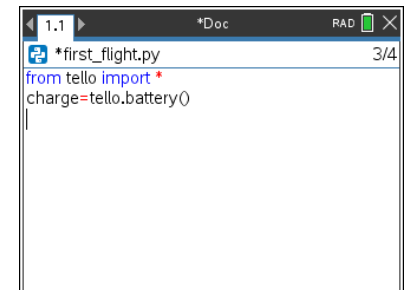 1.1 *Doc RAD
*first_flight.py 3/4
from tello import *
charge=tello.battery()